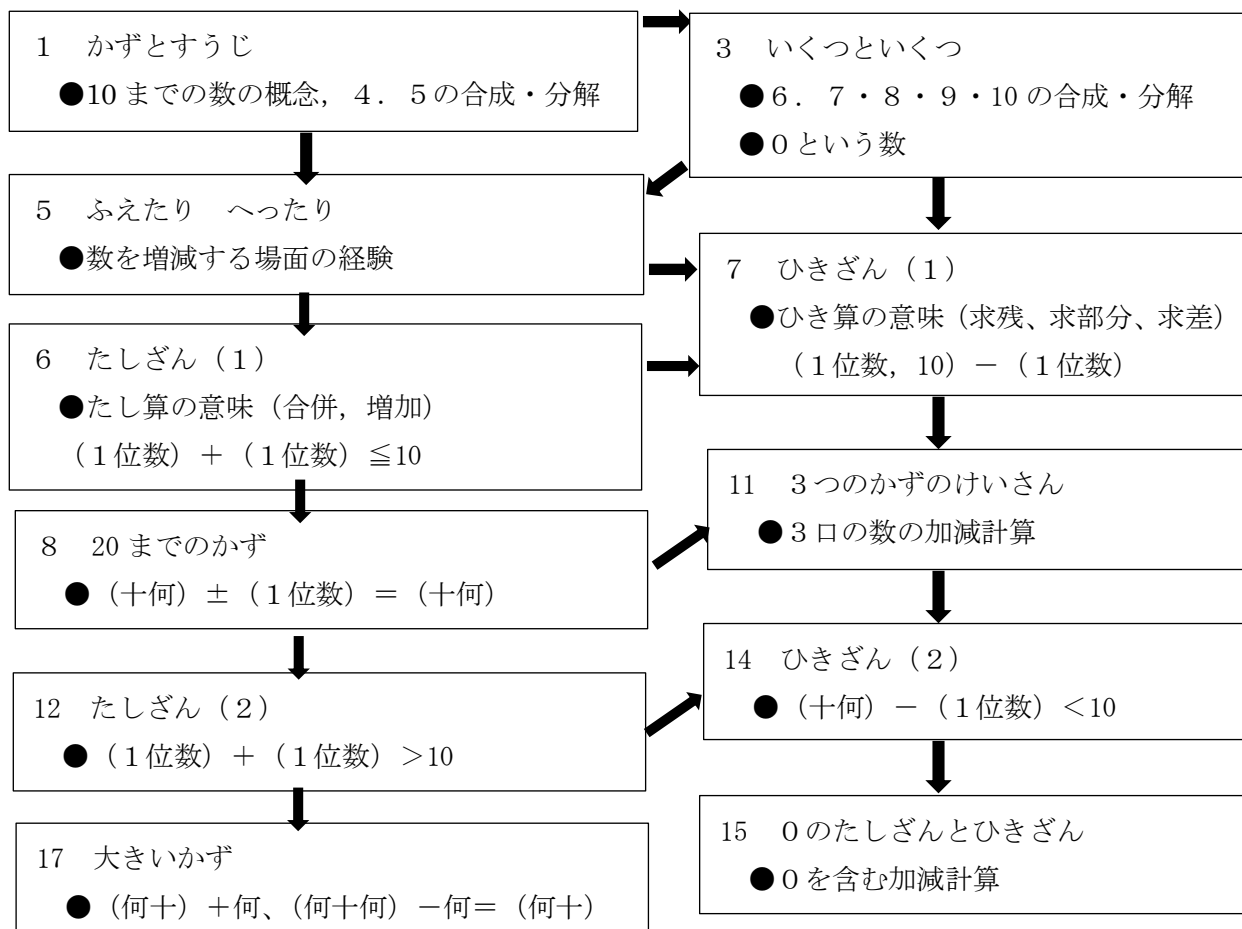 １　かずとすうじ
●10までの数の概念，４．５の合成・分解
３　いくつといくつ
●６．７・８・９・10の合成・分解
●０という数
５　ふえたり　へったり
●数を増減する場面の経験
７　ひきざん（１）
●ひき算の意味（求残、求部分、求差）
（１位数，10）－（１位数）
６　たしざん（１）
●たし算の意味（合併，増加）
（１位数）＋（１位数）≦10
11　３つのかずのけいさん
●３口の数の加減計算
８　20までのかず
●（十何）±（１位数）＝（十何）
14　ひきざん（２）
●（十何）－（１位数）＜10
12　たしざん（２）
●（１位数）＋（１位数）＞10
15　０のたしざんとひきざん
●０を含む加減計算
17　大きいかず
●（何十）＋何、（何十何）－何＝（何十）